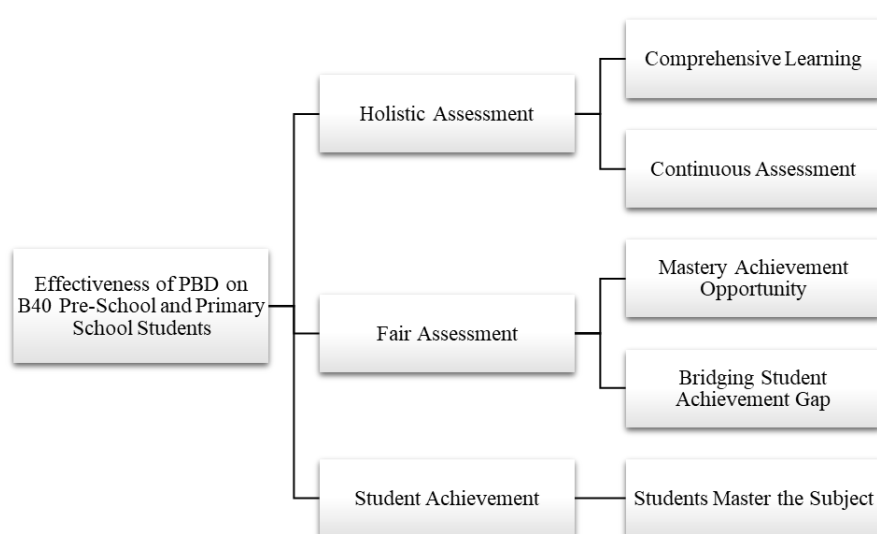 Effectiveness of PBD on
B40 Pre-School and Primary
School Students
Holistic Assessment
Comprehensive Learning
Continuous Assessment
Fair Assessment
Mastery Achievement
Opportunity
Bridging Student
Achievement Gap
Student Achievement
Students Master the Subject